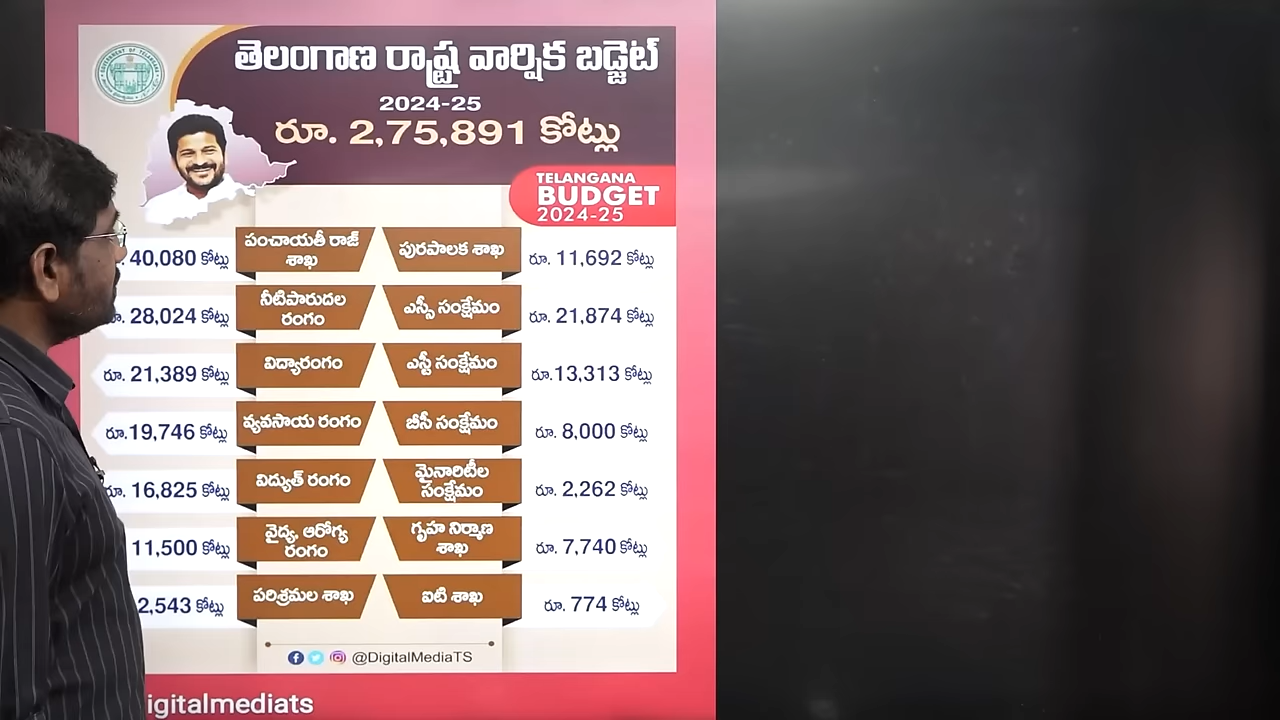 తెలంగాణ రాష్ట్ర వార్షిక బడ్జెట్
2024-25
రూ. 2,75,891 కోట్లు
TELANGANA
BUDGET
2024-25
40,080 కోట్లు
పంచాయతీ రాజ్
శాఖ
పురపాలక శాఖ
రూ. 11,692 కోట్లు
28,024 కోట్లు
నీటిపారుదల
రంగం
ఎస్సీ సంక్షేమం
రూ. 21,874 కోట్లు
రూ. 21,389 కోట్లు
విద్యారంగం
ఎస్టీ సంక్షేమం
రూ.13,313 కోట్లు
రూ.19,746 కోట్లు
వ్యవసాయ రంగం
బీసీ సంక్షేమం
రూ. 8,000 కోట్లు
రూ. 16,825 కోట్లు
విద్యుత్ రంగం
మైనారిటీల
సంక్షేమం
రూ. 2,262 కోట్లు
11,500 కోట్లు
వైద్య, ఆరోగ్య
రంగం
గృహ నిర్మాణ
శాఖ
రూ. 7,740 కోట్లు
2,543 కోట్లు
పరిశ్రమల శాఖ
ఐటి శాఖ
రూ. 774 కోట్లు
@DigitalMediaTS
igitalmediats